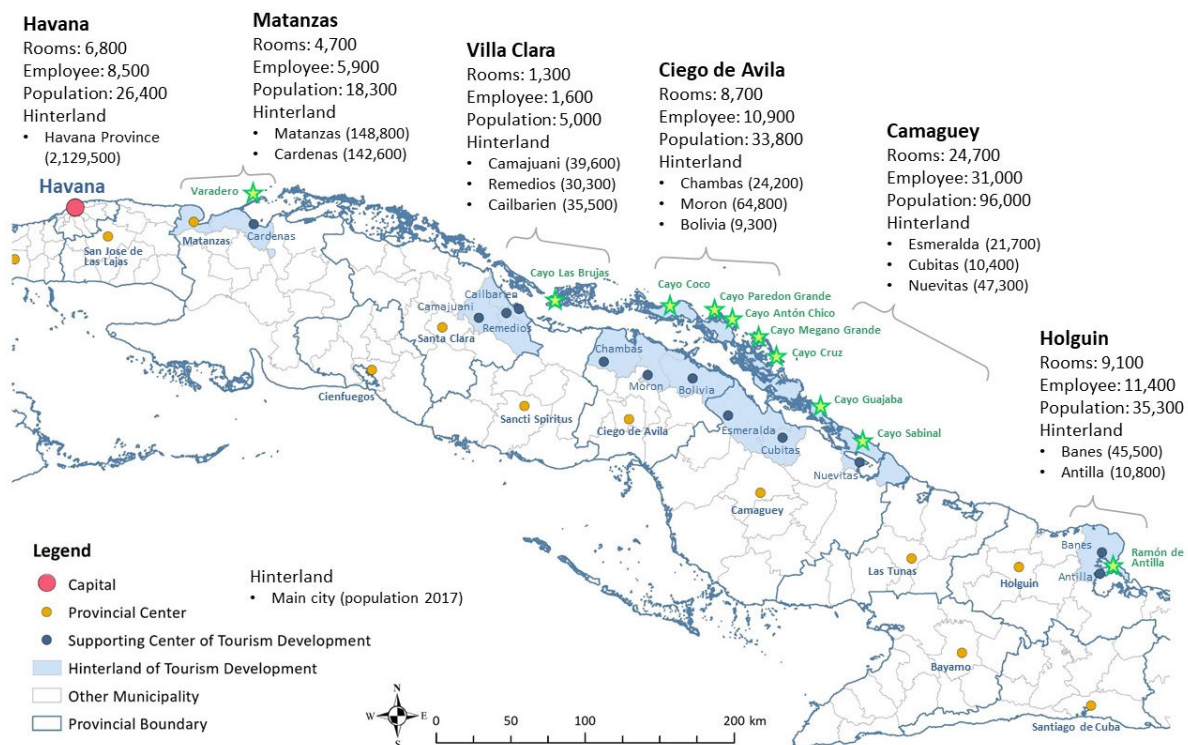 Havana
Rooms: 6,800
Employee: 8,500
Population: 26,400
Hinterland
• Havana Province
(2,129,500)
Matanzas
Rooms: 4,700
Employee: 5,900
Population: 18,300
Hinterland
• Matanzas (148,800)
• Cardenas (142,600)
Villa Clara
Rooms: 1,300
Employee: 1,600
Population: 5,000
Hinterland
• Camajuani (39,600)
• Remedios (30,300)
• Cailbarien (35,500)
Ciego de Avila
Rooms: 8,700
Employee: 10,900
Population: 33,800
Hinterland
• Chambas (24,200)
• Moron (64,800)
• Bolivia (9,300)
Camaguey
Rooms: 24,700
Employee: 31,000
Population: 96,000
Hinterland
• Esmeralda (21,700)
• Cubitas (10,400)
• Nuevitas (47,300)
Holguin
Rooms: 9,100
Employee: 11,400
Population: 35,300
Hinterland
• Banes (45,500)
• Antilla (10,800)
Havana
Varadero
San Jose de
Las Lajas
Matanzas
Cardenas
Cayo Las Brujas
Cailbarien
Camajuani
Remedios
Santa Clara
Cienfuegos
Sancti Spiritus
Cayo Coco
Cayo Paredon Grande
Cayo Antón Chico
Cayo Megano Grande
Cayo Cruz
Cayo Guajaba
Cayo Sabinal
Chambas
Moron
Bolivia
Ciego de Avila
Esmeralda
Cubitas
Nuevitas
Camaguey
Las Tunas
Holguin
Banes
Antilla
Ramón de
Antilla
Bayamo
Santiago de Cuba
Legend
Capital
Provincial Center
Supporting Center of Tourism Development
Hinterland of Tourism Development
Other Municipality
Provincial Boundary
Hinterland
• Main city (population 2017)
N
W
E
S
0 50 100 200 km